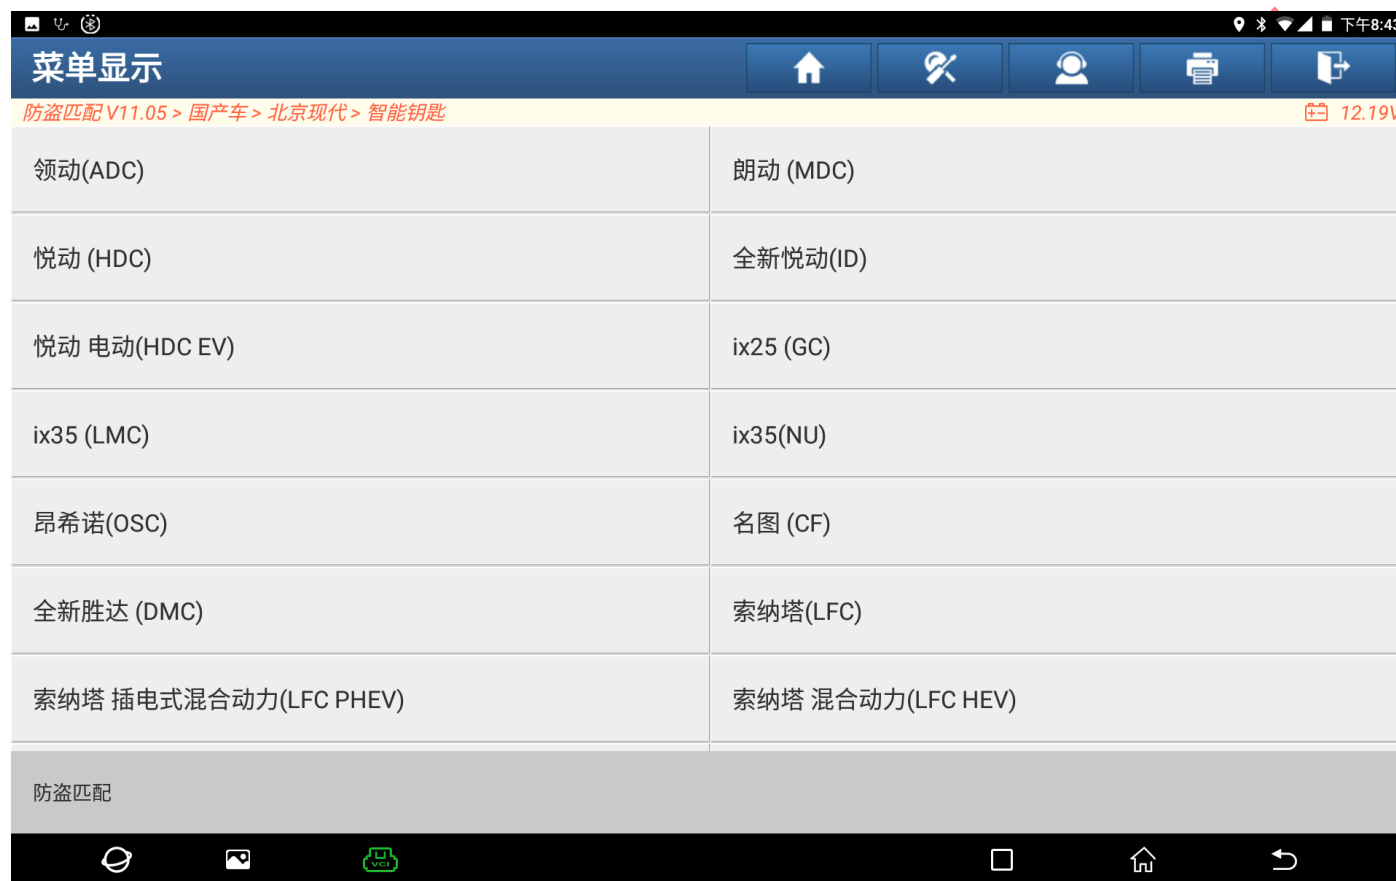 下午8:43
菜单显示
防盗匹配 V11.05 > 国产车 > 北京现代 > 智能钥匙
12.19V
领动(ADC)
朗动 (MDC)
悦动 (HDC)
全新悦动(ID)
悦动 电动(HDC EV)
ix25 (GC)
ix35 (LMC)
ix35(NU)
昂希诺(OSC)
名图 (CF)
全新胜达 (DMC)
索纳塔(LFC)
索纳塔 插电式混合动力(LFC PHEV)
索纳塔 混合动力(LFC HEV)
防盗匹配
VCI